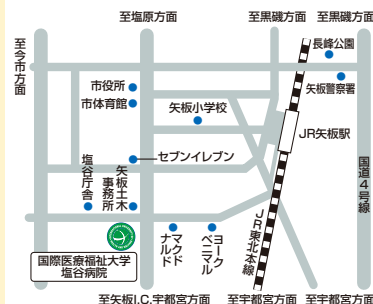 至塩原方面
至黒磯方面
至黒磯方面
至今市方面
長峰公園
市役所
市体育館
矢板小学校
矢板警察署
JR矢板駅
セブンイレブン
塩谷庁舎
矢板土木
事務所
国道4号線
JR東北本線
マクド
ナルド
ヨーク
ベニマル
国際医療福祉大学
塩谷病院
至矢板I.C.宇都宮方面
至宇都宮方面
至宇都宮方面